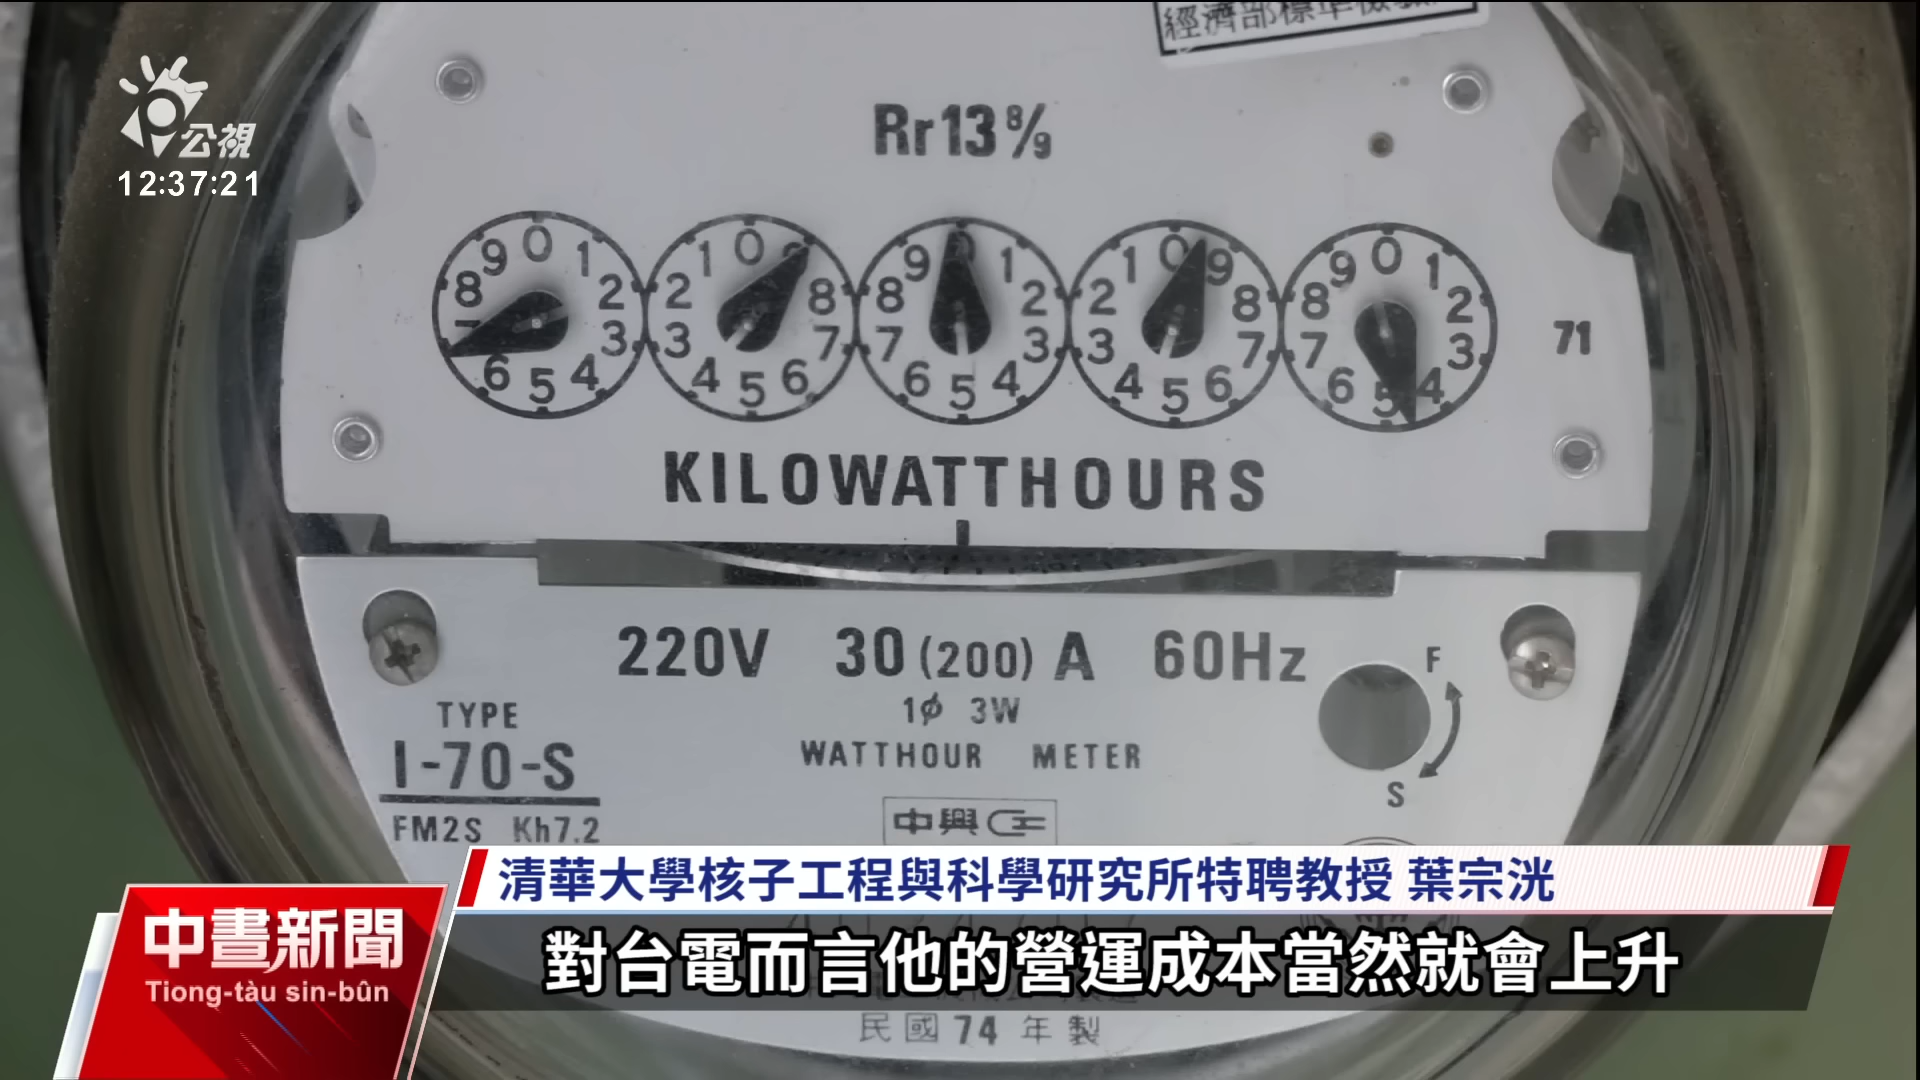 經濟部標準檢驗
公視
12:37:21
Rr 13 8/9
0 1 2 3 4 5 6 8 9
0 1 2 3 4 5 6 7 8
1 2 3 4 5 6 7 8 9
0 1 2 3 4 5 6 7 8 9
0 1 2 3 4 5 6 7 8 9
71
KILOWATTHOURS
220V 30 (200) A 60Hz
1ϕ 3W
F
S
TYPE
I-70-S
FM2S Kh7.2
WATTHOUR METER
中興
清華大學核子工程與科學研究所特聘教授 葉宗洸
中晝新聞
Tiong-tàu sin-bûn
對台電而言他的營運成本當然就會上升
民國74年製